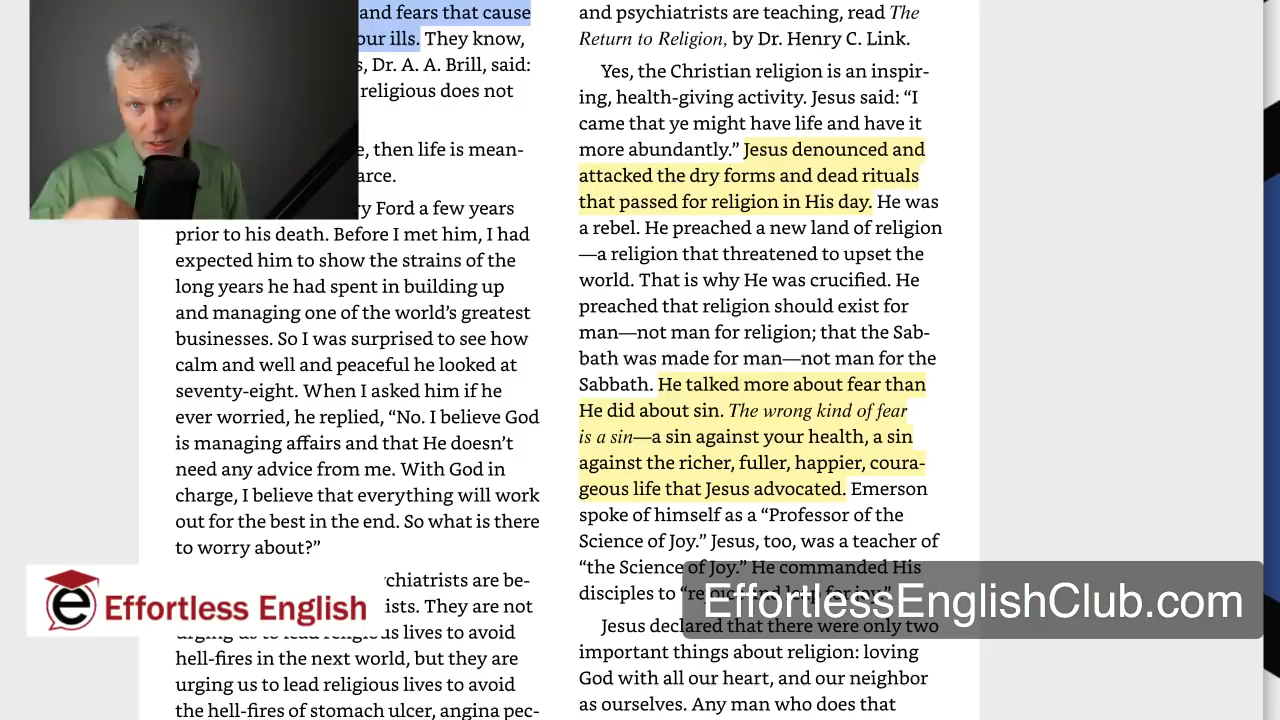 and fears that cause
our ills. They know,
s, Dr. A. A. Brill, said:
religious does not
e, then life is mean-
arce.
ry Ford a few years
prior to his death. Before I met him, I had
expected him to show the strains of the
long years he had spent in building up
and managing one of the world’s greatest
businesses. So I was surprised to see how
calm and well and peaceful he looked at
seventy-eight. When I asked him if he
ever worried, he replied, “No. I believe God
is managing affairs and that He doesn’t
need any advice from me. With God in
charge, I believe that everything will work
out for the best in the end. So what is there
to worry about?”
chiatrists are be-
ists. They are not
urging us to lead religious lives to avoid
hell-fires in the next world, but they are
urging us to lead religious lives to avoid
the hell-fires of stomach ulcer, angina pec-
and psychiatrists are teaching, read The
Return to Religion, by Dr. Henry C. Link.
Yes, the Christian religion is an inspir-
ing, health-giving activity. Jesus said: “I
came that ye might have life and have it
more abundantly.” Jesus denounced and
attacked the dry forms and dead rituals
that passed for religion in His day. He was
a rebel. He preached a new land of religion
—a religion that threatened to upset the
world. That is why He was crucified. He
preached that religion should exist for
man—not man for religion; that the Sab-
bath was made for man—not man for the
Sabbath. He talked more about fear than
He did about sin. The wrong kind of fear
is a sin—a sin against your health, a sin
against the richer, fuller, happier, coura-
geous life that Jesus advocated. Emerson
spoke of himself as a “Professor of the
Science of Joy.” Jesus, too, was a teacher of
“the Science of Joy.” He commanded His
disciples to “rejoice and leap for joy.”
Jesus declared that there were only two
important things about religion: loving
God with all our heart, and our neighbor
as ourselves. Any man who does that
e Effortless English
EffortlessEnglishClub.com